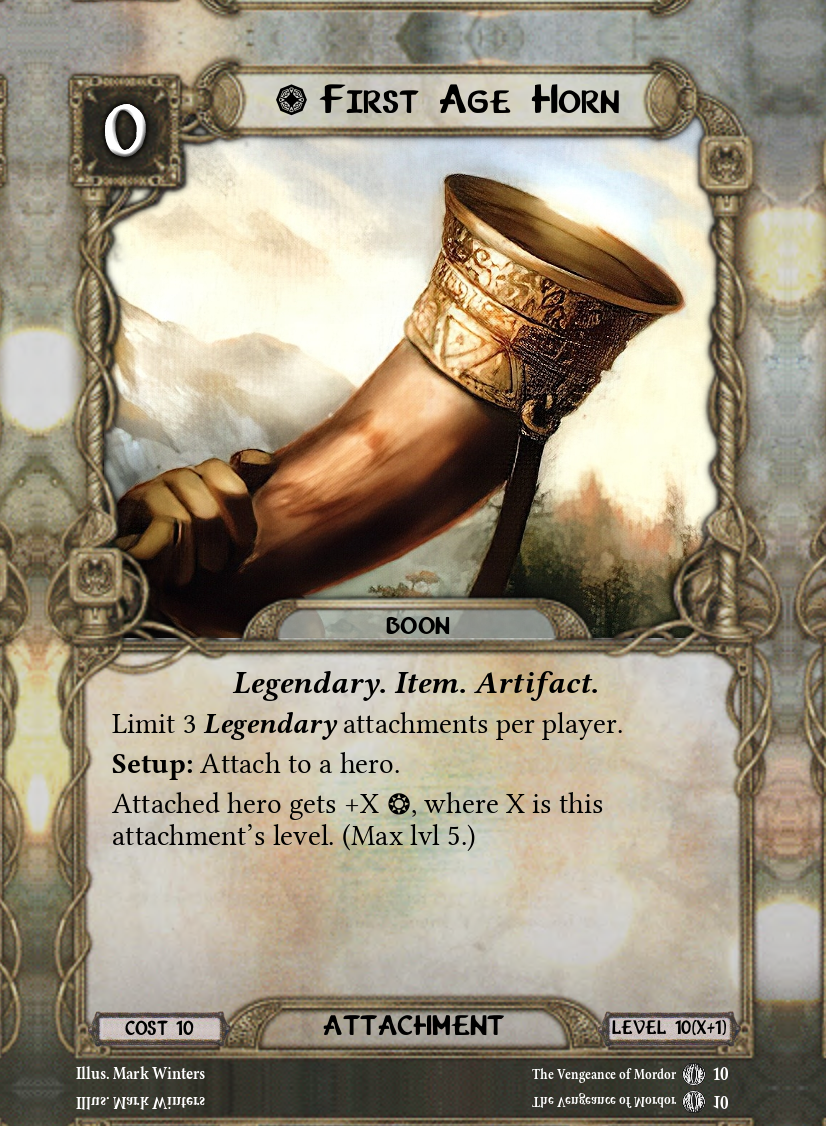 0
First Age Horn
BOON
Legendary. Item. Artifact.
Limit 3 Legendary attachments per player.
Setup: Attach to a hero.
Attached hero gets +X , where X is this
attachment's level. (Max lvl 5.)
COST 10
ATTACHMENT
LEVEL 10(X+1)
Illus. Mark Winters
The Vengeance of Mordor 10
Illus. Mark Winters
The Vengeance of Mordor 10